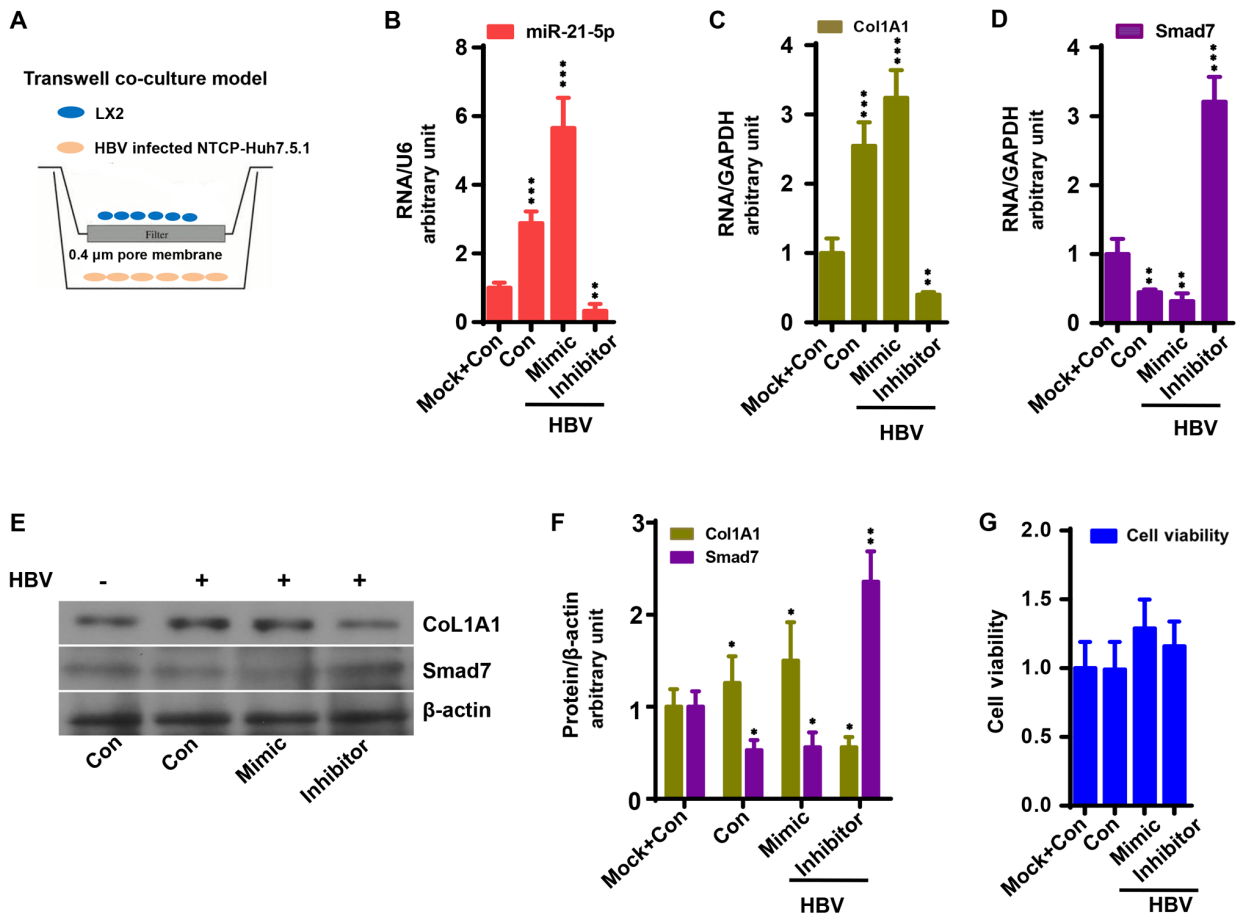 A
Transwell co-culture model
LX2
HBV infected NTCP-Huh7.5.1
Filter
0.4 μm pore membrane
B
miR-21-5p
RNA/U6
arbitrary unit
8
6
4
2
0
***
***
**
Mock+Con
Con
Mimic
Inhibitor
HBV
C
Col1A1
RNA/GAPDH
arbitrary unit
4
3
2
1
0
***
***
**
Mock+Con
Con
Mimic
Inhibitor
HBV
D
Smad7
RNA/GAPDH
arbitrary unit
4
3
2
1
0
**
**
***
Mock+Con
Con
Mimic
Inhibitor
HBV
E
HBV - + + +
CoL1A1
Smad7
β-actin
Con
Con
Mimic
Inhibitor
F
Col1A1
Smad7
Protein/β-actin
arbitrary unit
3
2
1
0
*
*
*
*
*
**
Mock+Con
Con
Mimic
Inhibitor
HBV
G
Cell viability
Cell viability
2.0
1.5
1.0
0.5
0.0
Mock+Con
Con
Mimic
Inhibitor
HBV